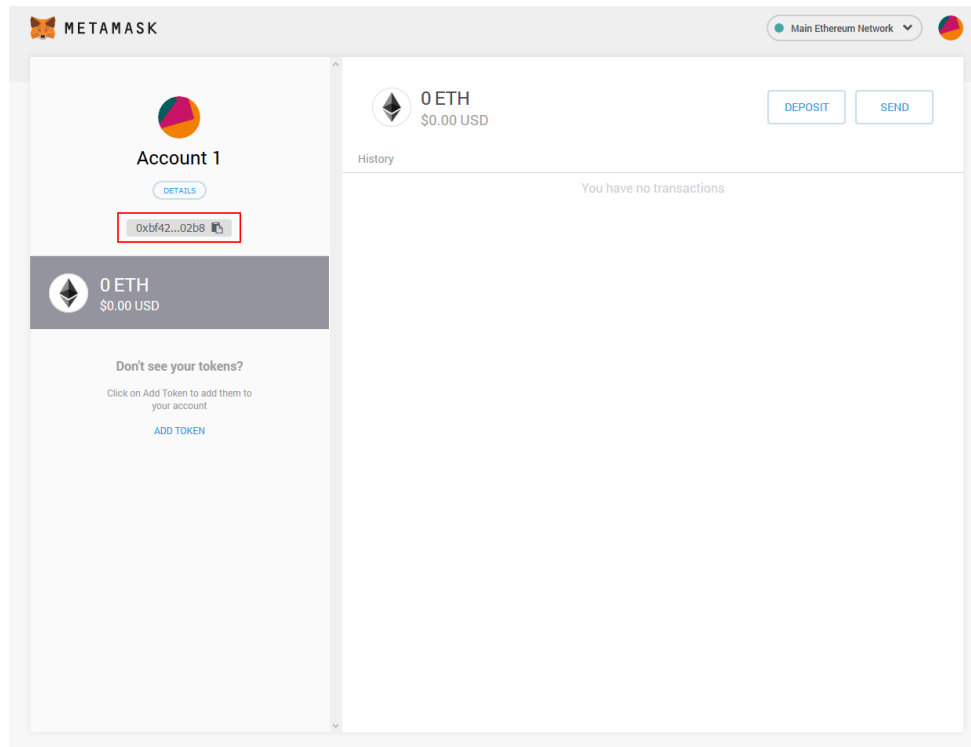 METAMASK
Main Ethereum Network
Account 1
DETAILS
0xbf42...02b8
0 ETH
$0.00 USD
Don't see your tokens?
Click on Add Token to add them to
your account
ADD TOKEN
0 ETH
$0.00 USD
DEPOSIT
SEND
History
You have no transactions